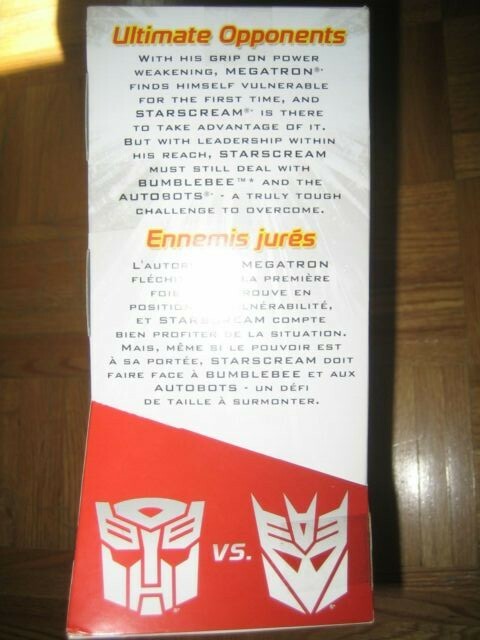 Ultimate Opponents
WITH HIS GRIP ON POWER
WEAKENING, MEGATRON®*
FINDS HIMSELF VULNERABLE
FOR THE FIRST TIME, AND
STARSCREAM®* IS THERE
TO TAKE ADVANTAGE OF IT.
BUT WITH LEADERSHIP WITHIN
HIS REACH, STARSCREAM
MUST STILL DEAL WITH
BUMBLEBEE™* AND THE
AUTOBOTS®* - A TRULY TOUGH
CHALLENGE TO OVERCOME.
Ennemis jurés
MEGATRON
LA PREMIÈRE
FOIS
ET STARSCREAM COMPTE
BIEN PROFITER DE LA SITUATION.
MAIS, MÊME SI LE POUVOIR EST
À SA PORTÉE, STARSCREAM DOIT
FAIRE FACE À BUMBLEBEE ET AUX
AUTOBOTS - UN DÉFI
DE TAILLE À SURMONTER.
VS.